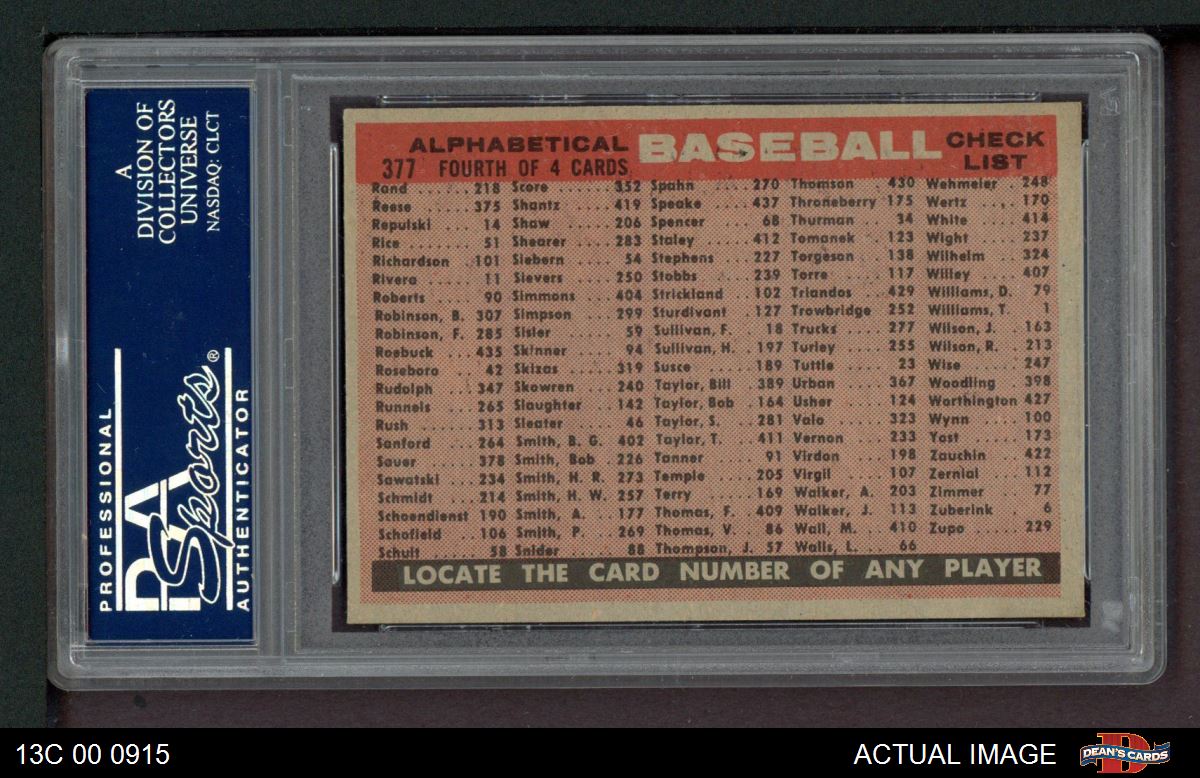 A
DIVISION OF
COLLECTORS
UNIVERSE
NASDAQ: CLCT
PROFESSIONAL
PSA
Sports®
AUTHENTICATOR
ALPHABETICAL BASEBALL CHECK
377 FOURTH OF 4 CARDS LIST
Rand ...... 218 Score ...... 352 Spahn ...... 270 Thomson ... 430 Wehmeier . 248
Reese ..... 375 Shantz .... 419 Speake .... 437 Throneberry 175 Wertz .... 170
Repulski ... 14 Shaw ..... 206 Spencer .... 68 Thurman .... 34 White ..... 414
Rice ....... 51 Shearer ... 283 Staley ..... 412 Tomanek ... 123 Wight ..... 237
Richardson .101 Siebern .... 54 Stephens ... 227 Torgeson ... 138 Wilhelm ... 324
Rivera ..... 11 Sievers .... 250 Stobbs .... 239 Torre ..... 117 Willey .... 407
Roberts .... 90 Simmons ... 404 Strickland .. 102 Triandos ... 429 Williams, D. . 79
Robinson, B. 307 Simpson ... 299 Sturdivant .. 127 Trowbridge 252 Williams, T. . 1
Robinson, F. 285 Sisler ..... 59 Sullivan, F. . 18 Trucks .... 277 Wilson, J. . 163
Roebuck ... 435 Skinner .... 94 Sullivan, H. . 197 Turley .... 255 Wilson, R. . 213
Roseboro ... 42 Skizas .... 319 Susce ..... 189 Tuttle ..... 23 Wise ...... 247
Rudolph ... 347 Skowren ... 240 Taylor, Bill 389 Urban .... 367 Woodling . 398
Runnels ... 265 Slaughter .. 142 Taylor, Bob . 164 Usher ..... 124 Worthington 427
Rush ...... 313 Sleater .... 46 Taylor, S. .. 281 Valo ...... 323 Wynn .... 100
Sanford ... 264 Smith, B. G. 402 Taylor, T. .. 411 Vernon .... 233 Yost ...... 173
Sauer ..... 378 Smith, Bob . 226 Tanner .... 91 Virdon .... 198 Zauchin ... 422
Sawatski ... 234 Smith, H. R. 273 Temple .... 205 Virgil ..... 107 Zernial ... 112
Schmidt ... 214 Smith, H. W. 257 Terry ..... 169 Walker, A. . 203 Zimmer .... 77
Schoendienst 190 Smith, A. .. 177 Thomas, F. . 409 Walker, J. . 113 Zuberink ... 6
Schofield ... 106 Smith, P. .. 269 Thomas, V. . 86 Wall, M. .. 410 Zupo ..... 229
Schult ..... 58 Snider ..... 88 Thompson, J. 57 Walls, L. ... 66
LOCATE THE CARD NUMBER OF ANY PLAYER
13C 00 0915
ACTUAL IMAGE
DEAN'S CARDS